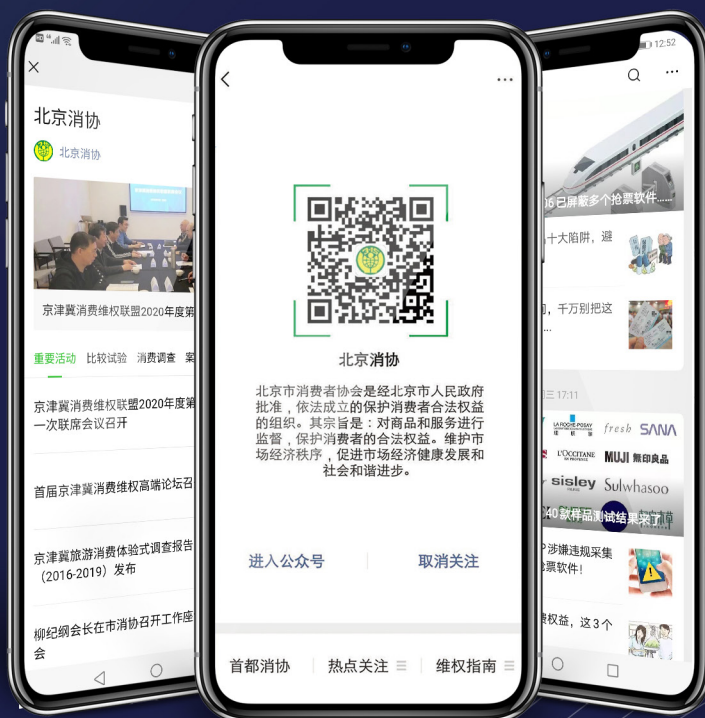 北京消协
北京消协
京津冀消费维权联盟2020年度第
重要活动 比较试验 消费调查 案
京津冀消费维权联盟2020年度第
一次联席会议召开
首届京津冀消费维权高端论坛召
京津冀旅游消费体验式调查报告
(2016-2019)发布
柳纪纲会长在市消协召开工作座
会
北京消协
北京市消费者协会是经北京市人民政府
批准,依法成立的保护消费者合法权益
的组织。其宗旨是:对商品和服务进行
监督,保护消费者的合法权益。维护市
场经济秩序,促进市场经济健康发展和
社会和谐进步。
进入公众号 取消关注
首都消协 热点关注 维权指南
12:52
06已屏蔽多个抢票软件……
十大陷阱,避
千万别把这
...
三 17:11
LA ROCHE-POSAY fresh SANA
L'OCCITANE MUJI 無印良品
EN PROVENCE
sisley Sulwhasoo
PARIS
40款样品测试结果来了
P涉嫌违规采集
票软件!
费权益,这3个